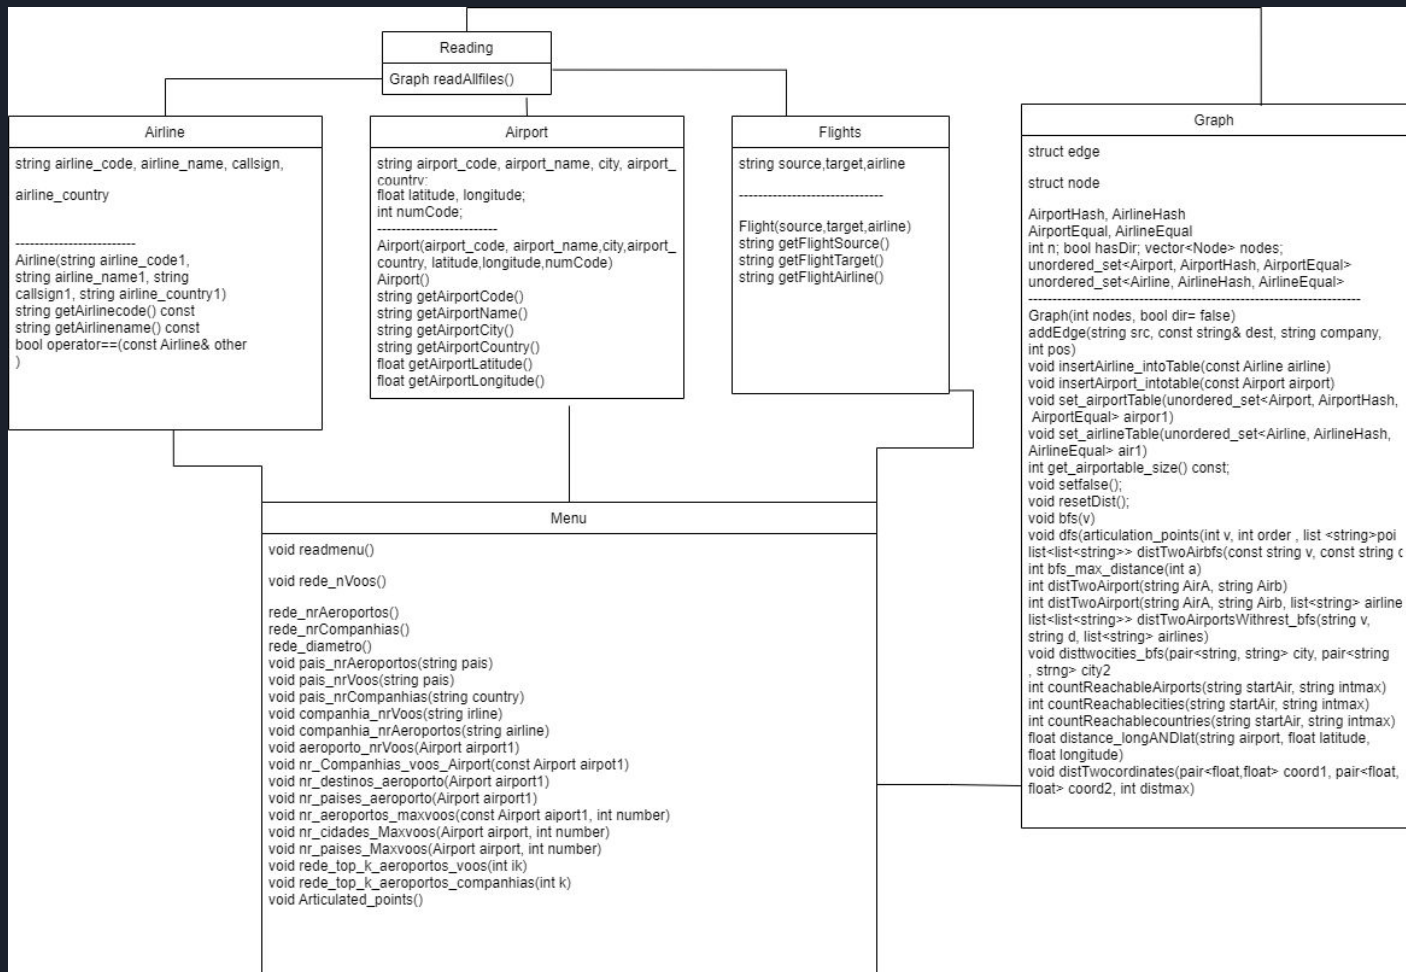 Reading
Graph readAllfiles()
Airline
string airline_code, airline_name, callsign,
airline_country
-------------------------
Airline(string airline_code1,
string airline_name1, string
callsign1, string airline_country1)
string getAirlinecode() const
string getAirlinename() const
bool operator==(const Airline& other
)
Airport
string airport_code, airport_name, city, airport_
country;
float latitude, longitude;
int numCode;
-------------------------
Airport(airport_code, airport_name,city,airport_
country, latitude,longitude,numCode)
Airport()
string getAirportCode()
string getAirportName()
string getAirportCity()
string getAirportCountry()
float getAirportLatitude()
float getAirportLongitude()
Flights
string source,target,airline
------------------------------
Flight(source,target,airline)
string getFlightSource()
string getFlightTarget()
string getFlightAirline()
Graph
struct edge
struct node
AirportHash, AirlineHash
AirportEqual, AirlineEqual
int n; bool hasDir; vector<Node> nodes;
unordered_set<Airport, AirportHash, AirportEqual>
unordered_set<Airline, AirlineHash, AirlineEqual>
---------------------------------------------------------------------
Graph(int nodes, bool dir= false)
addEdge(string src, const string& dest, string company,
int pos)
void insertAirline_intoTable(const Airline airline)
void insertAirport_intotable(const Airport airport)
void set_airportTable(unordered_set<Airport, AirportHash,
AirportEqual> airpor1)
void set_airlineTable(unordered_set<Airline, AirlineHash,
AirlineEqual> air1)
int get_airportable_size() const;
void setfalse();
void resetDist();
void bfs(v)
void dfs(articulation_points(int v, int order , list <string>poi
list<list<string>> distTwoAirbfs(const string v, const string
int bfs_max_distance(int a)
int distTwoAirport(string AirA, string Airb)
int distTwoAirport(string AirA, string Airb, list<string> airline
list<list<string>> distTwoAirportsWithrest_bfs(string v,
string d, list<string> airlines)
void disttwocities_bfs(pair<string, string> city, pair<string
, strng> city2
int countReachableAirports(string startAir, string intmax)
int countReachablecities(string startAir, string intmax)
int countReachablecountries(string startAir, string intmax)
float distance_longANDlat(string airport, float latitude,
float longitude)
void distTwocordinates(pair<float,float> coord1, pair<float,
float> coord2, int distmax)
Menu
void readmenu()
void rede_nVoos()
rede_nrAeroportos()
rede_nrCompanhias()
rede_diametro()
void pais_nrAeroportos(string pais)
void pais_nrVoos(string pais)
void pais_nrCompanhias(string country)
void companhia_nrVoos(string irline)
void companhia_nrAeroportos(string airline)
void aeroporto_nrVoos(Airport airport1)
void nr_Companhias_voos_Airport(const Airport airpot1)
void nr_destinos_aeroporto(Airport airport1)
void nr_paises_aeroporto(Airport airport1)
void nr_aeroportos_maxvoos(const Airport aiport1, int number)
void nr_cidades_Maxvoos(Airport airport, int number)
void nr_paises_Maxvoos(Airport airport, int number)
void rede_top_k_aeroportos_voos(int ik)
void rede_top_k_aeroportos_companhias(int k)
void Articulated_points()